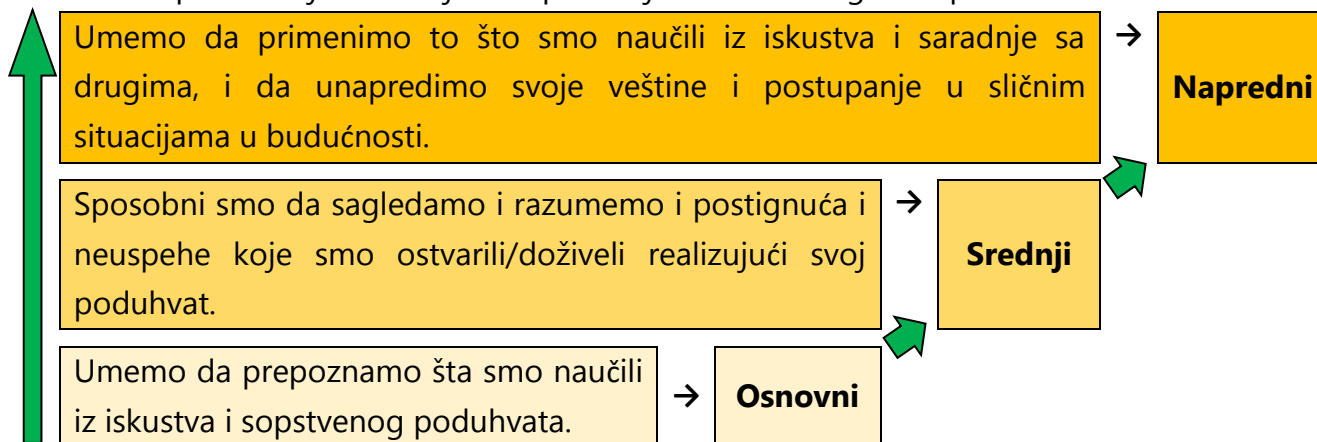 Umemo da primenimo to što smo naučili iz iskustva i saradnje sa
drugima, i da unapredimo svoje veštine i postupanje u sličnim
situacijama u budućnosti.
→
Napredni
Sposobni smo da sagledamo i razumemo i postignuća i
neuspehe koje smo ostvarili/doživeli realizujući svoj
poduhvat.
→
Srednji
Umemo da prepoznamo šta smo naučili
iz iskustva i sopstvenog poduhvata.
→
Osnovni